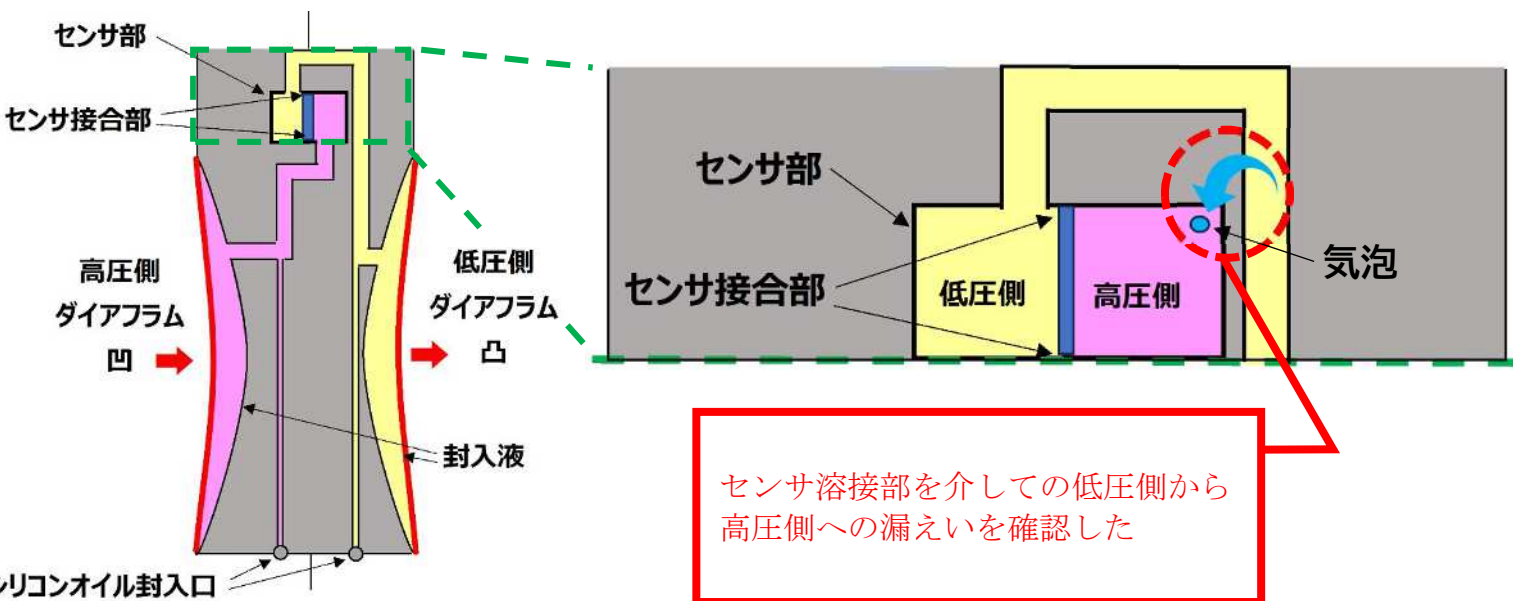 センサ部
センサ接合部
高圧側
ダイアフラム
凹
低圧側
ダイアフラム
凸
封入液
リコンオイル封入口
センサ部
センサ接合部
低圧側
高圧側
気泡
センサ溶接部を介しての低圧側から
高圧側への漏えいを確認した